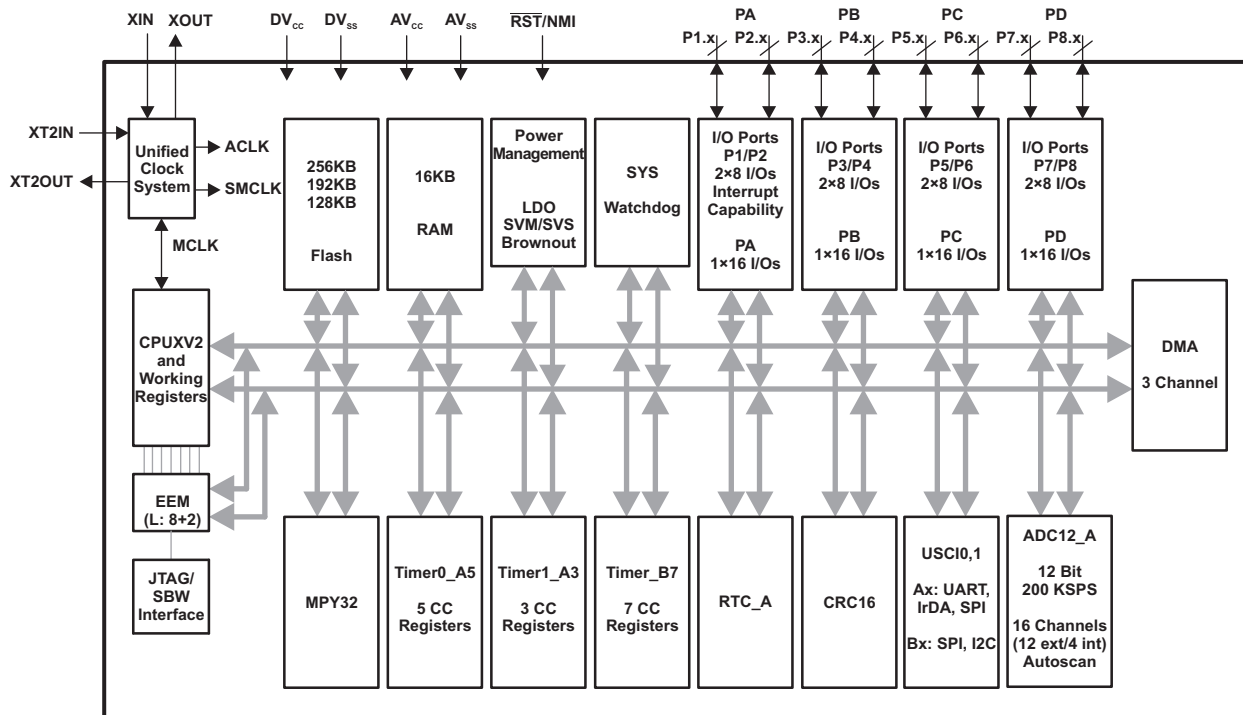 XIN XOUT DVCC DVSS AVCC AVSS RST/NMI PA PB PC PD
P1.x P2.x P3.x P4.x P5.x P6.x P7.x P8.x
XT2IN
XT2OUT
Unified
Clock
System
ACLK
SMCLK
MCLK
256KB
192KB
128KB
Flash
16KB
RAM
Power
Management
LDO
SVM/SVS
Brownout
SYS
Watchdog
I/O Ports
P1/P2
2×8 I/Os
Interrupt
Capability
PA
1×16 I/Os
I/O Ports
P3/P4
2×8 I/Os
PB
1×16 I/Os
I/O Ports
P5/P6
2×8 I/Os
PC
1×16 I/Os
I/O Ports
P7/P8
2×8 I/Os
PD
1×16 I/Os
CPUXV2
and
Working
Registers
DMA
3 Channel
EEM
(L: 8+2)
JTAG/
SBW
Interface
MPY32
Timer0_A5
5 CC
Registers
Timer1_A3
3 CC
Registers
Timer_B7
7 CC
Registers
RTC_A
CRC16
USCI0,1
Ax: UART,
IrDA, SPI
Bx: SPI, I2C
ADC12_A
12 Bit
200 KSPS
16 Channels
(12 ext/4 int)
Autoscan